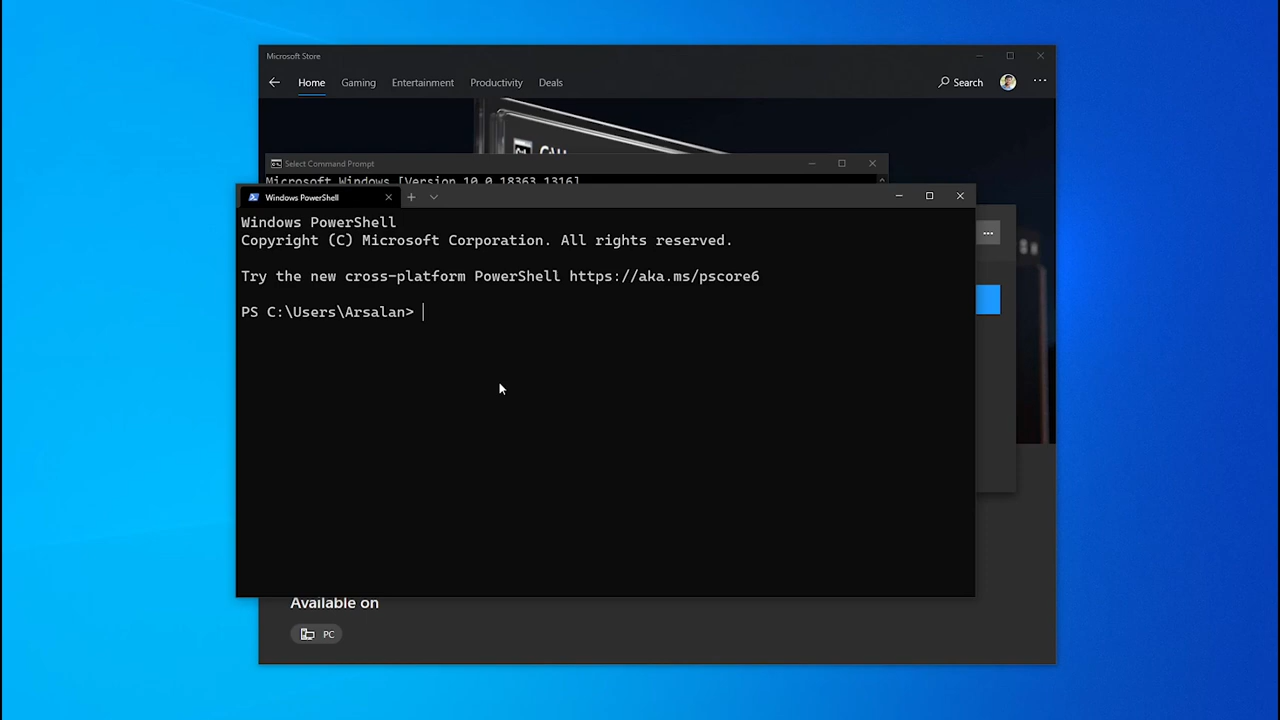 Microsoft Store
Home Gaming Entertainment Productivity Deals Search
Select Command Prompt
Microsoft Windows [Version 10.0.18363.1316]
Windows PowerShell
Windows PowerShell
Copyright (C) Microsoft Corporation. All rights reserved.
Try the new cross-platform PowerShell https://aka.ms/pscore6
PS C:\Users\Arsalan>
Available on
PC